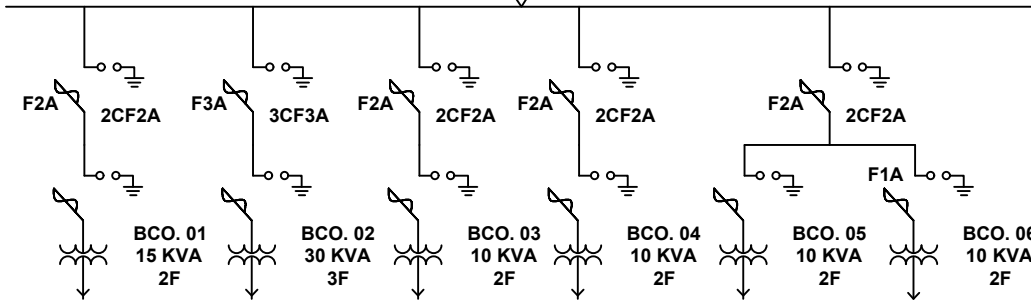 F2A 2CF2A F3A 3CF3A F2A 2CF2A F2A 2CF2A F2A 2CF2A
F1A
BCO. 01
15 KVA
2F
BCO. 02
30 KVA
3F
BCO. 03
10 KVA
2F
BCO. 04
10 KVA
2F
BCO. 05
10 KVA
2F
BCO. 06
10 KVA
2F